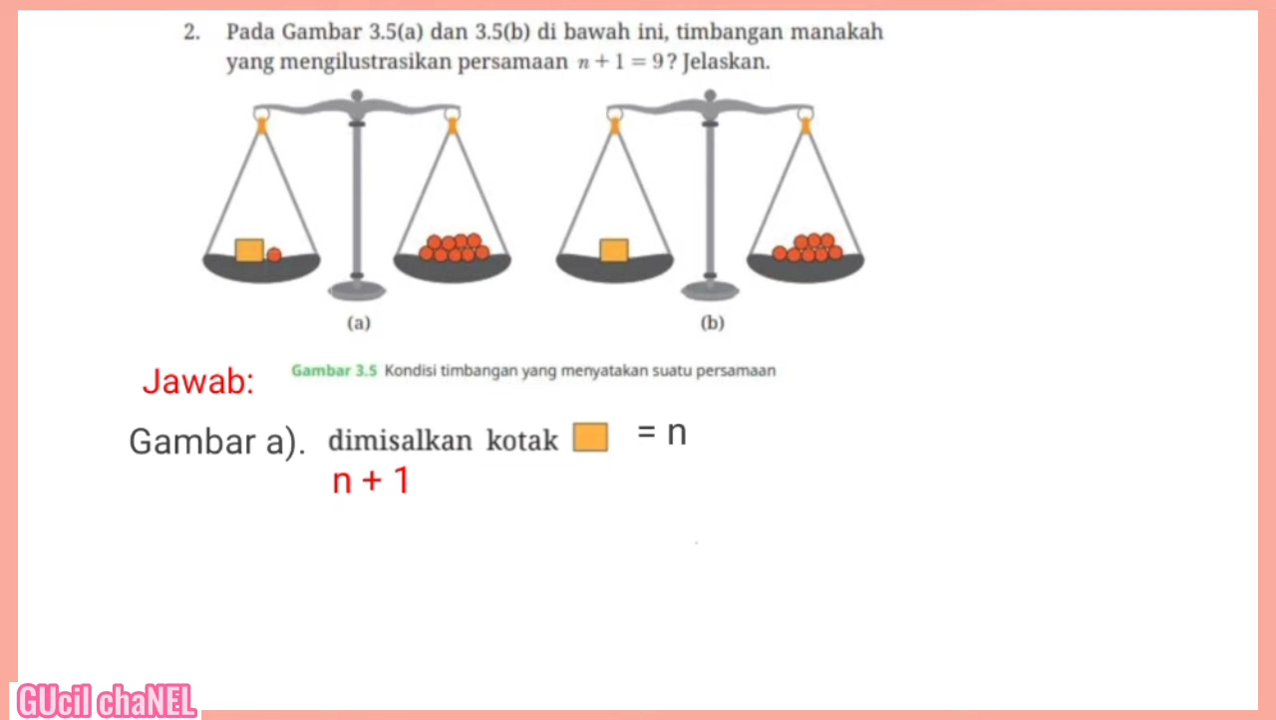 2. Pada Gambar 3.5(a) dan 3.5(b) di bawah ini, timbangan manakah
yang mengilustrasikan persamaan n + 1 = 9? Jelaskan.
(a) (b)
Gambar 3.5 Kondisi timbangan yang menyatakan suatu persamaan
Jawab:
Gambar a). dimisalkan kotak = n
n + 1
GUcil chaNEL